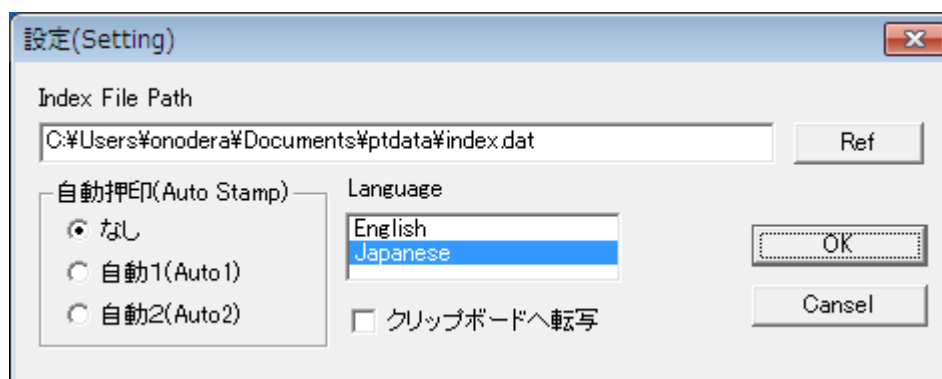 設定(Setting)
Index File Path
C:¥Users¥onodera¥Documents¥ptdata¥index.dat
Ref
自動押印(Auto Stamp)
なし
自動1(Auto1)
自動2(Auto2)
Language
English
Japanese
クリップボードへ転写
OK
Cansel